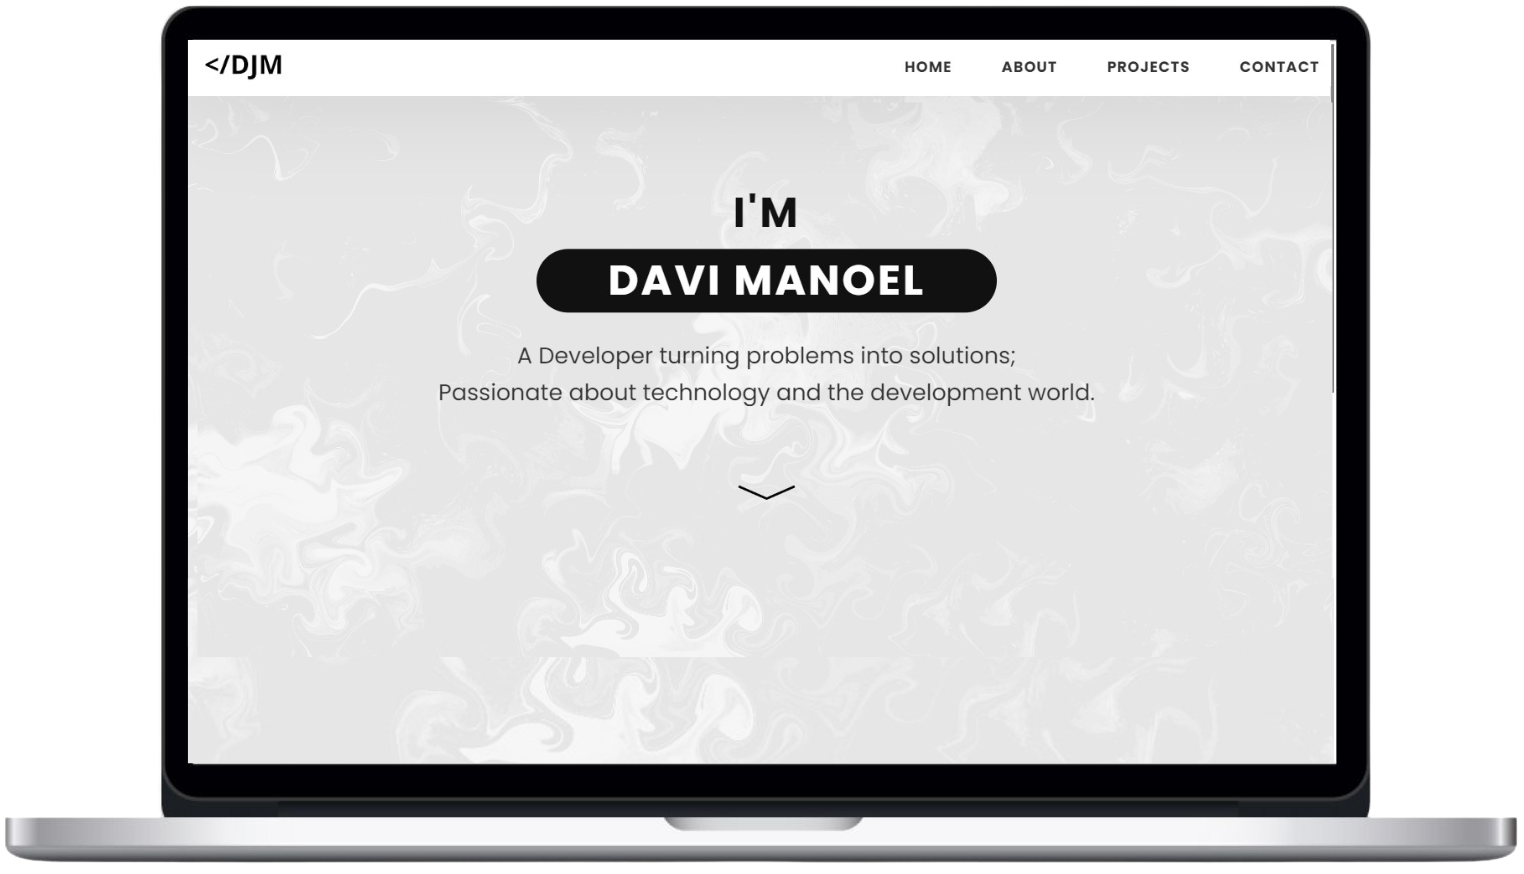 </DJM
HOME ABOUT PROJECTS CONTACT
I'M
DAVI MANOEL
A Developer turning problems into solutions;
Passionate about technology and the development world.